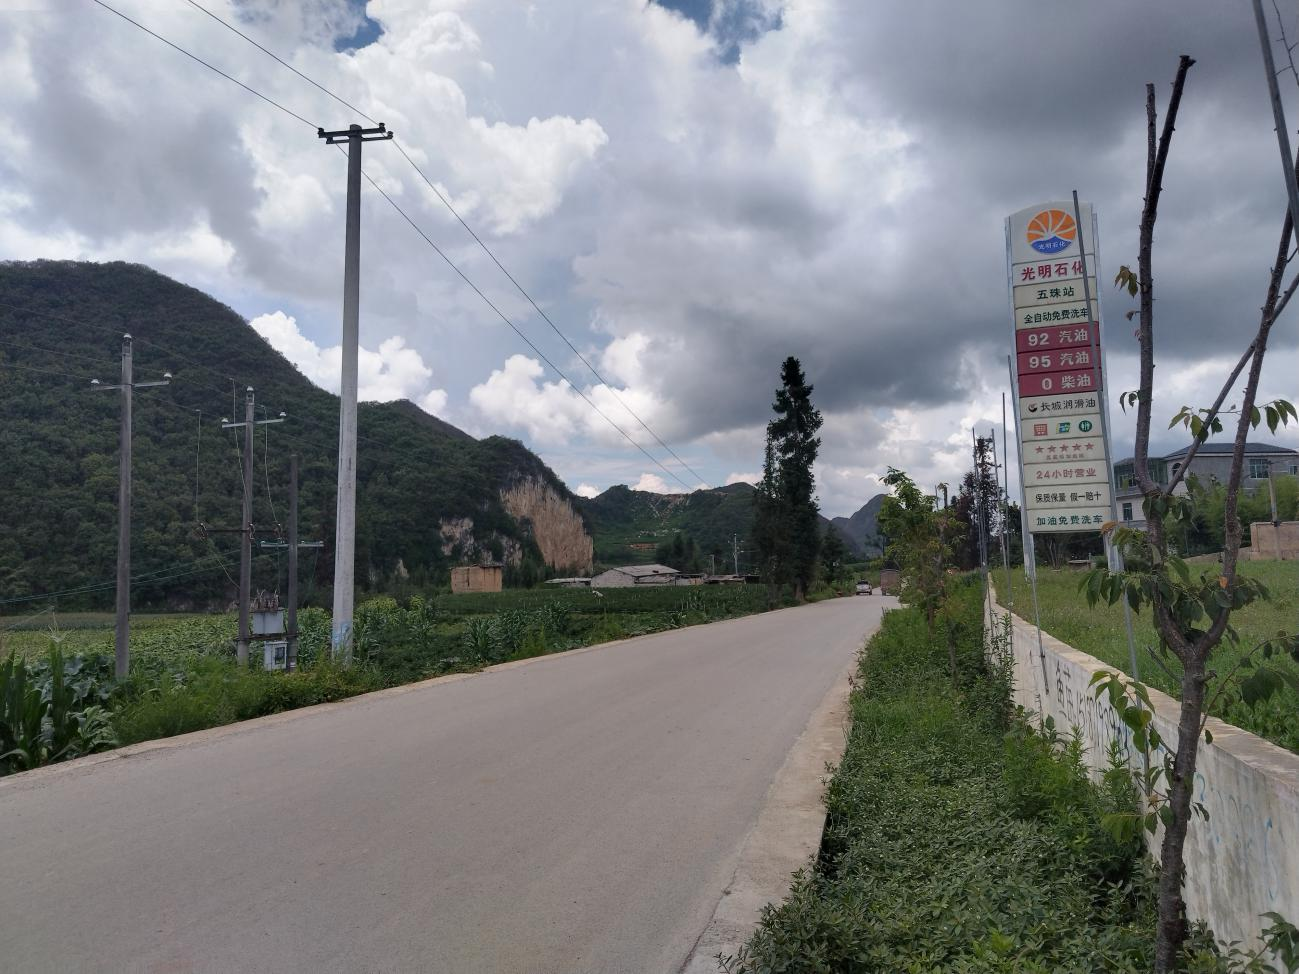 光明石化
光明石化
五珠站
全自动免费洗车
92 汽油
95 汽油
0 柴油
长城润滑油
24小时营业
保质保量 假一赔十
加油免费洗车